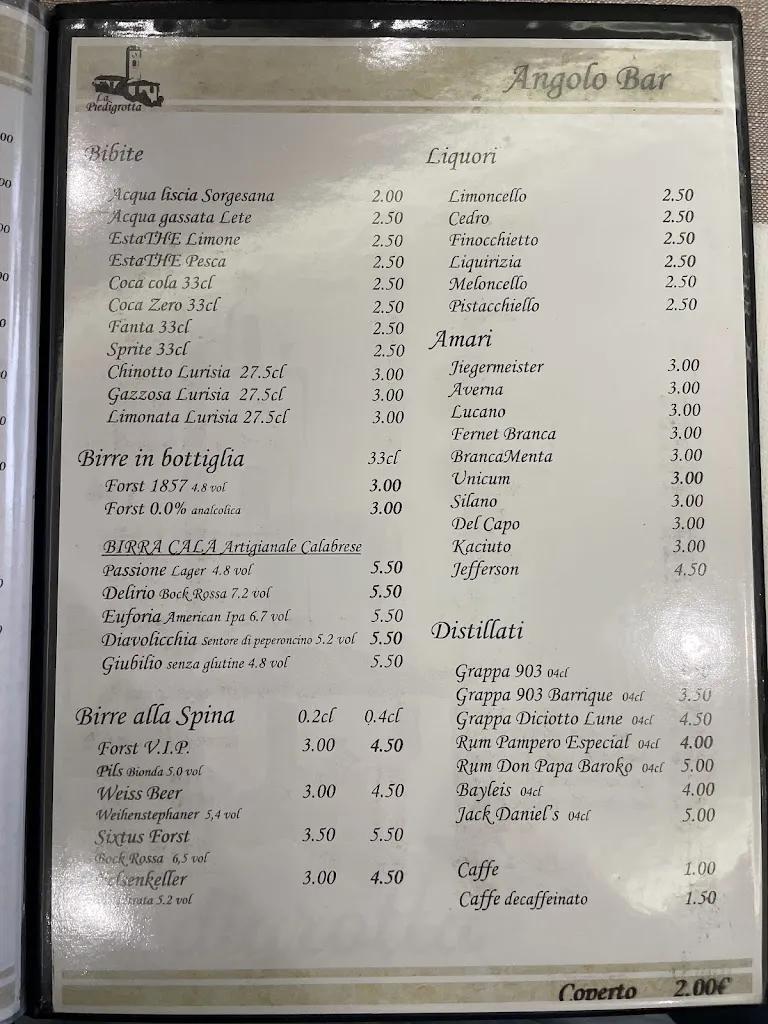 La
Piedigrotta
Angolo Bar
Bibite
Acqua liscia Sorgesana 2.00
Acqua gassata Lete 2.50
EstaTHE Limone 2.50
EstaTHE Pesca 2.50
Coca cola 33cl 2.50
Coca Zero 33cl 2.50
Fanta 33cl 2.50
Sprite 33cl 2.50
Chinotto Lurisia 27.5cl 3.00
Gazzosa Lurisia 27.5cl 3.00
Limonata Lurisia 27.5cl 3.00
Birre in bottiglia 33cl
Forst 1857 4.8 vol 3.00
Forst 0.0% analcolica 3.00
BIRRA CALA Artigianale Calabrese
Passione Lager 4.8 vol 5.50
Delirio Bock Rossa 7.2 vol 5.50
Euforia American Ipa 6.7 vol 5.50
Diavolicchia Sentore di peperoncino 5.2 vol 5.50
Giubilio senza glutine 4.8 vol 5.50
Birre alla Spina 0.2cl 0.4cl
Forst V.I.P. 3.00 4.50
Pils Bionda 5,0 vol
Weiss Beer 3.00 4.50
Weihenstephaner 5,4 vol
Sixtus Forst 3.50 5.50
Bock Rossa 6,5 vol
3.00 4.50
5.2 vol
Liquori
Limoncello 2.50
Cedro 2.50
Finocchietto 2.50
Liquirizia 2.50
Meloncello 2.50
Pistacchiello 2.50
Amari
Jiegermeister 3.00
Averna 3.00
Lucano 3.00
Fernet Branca 3.00
BrancaMenta 3.00
Unicum 3.00
Silano 3.00
Del Capo 3.00
Kaciuto 3.00
Jefferson 4.50
Distillati
Grappa 903 04cl
Grappa 903 Barrique 04cl 3.50
Grappa Diciotto Lune 04cl 4.50
Rum Pampero Especial 04cl 4.00
Rum Don Papa Baroko 04cl 5.00
Bayleis 04cl 4.00
Jack Daniel's 04cl 5.00
Caffe 1.00
Caffe decaffeinato 1.50
Coperto 2.00€